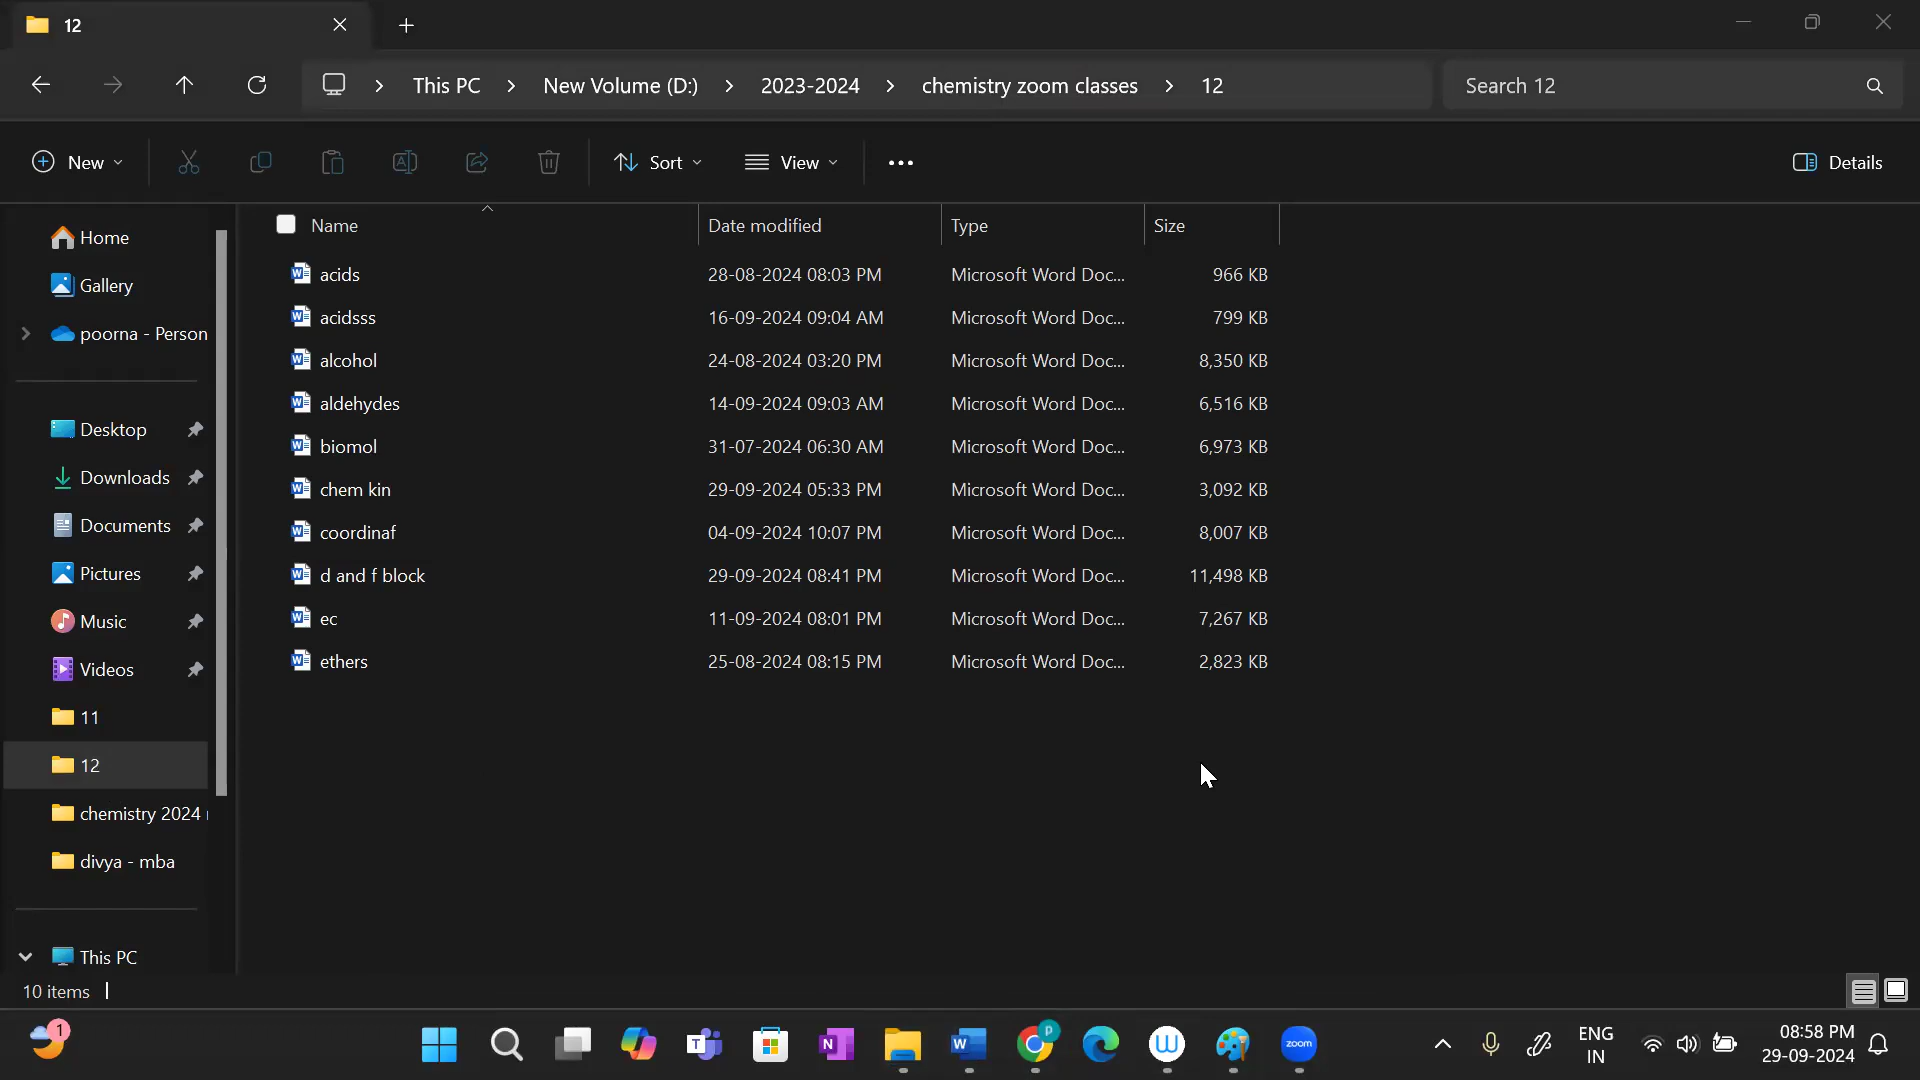 12
This PC > New Volume (D:) > 2023-2024 > chemistry zoom classes > 12
Search 12
New
Sort
View
Details
Name Date modified Type Size
acids 28-08-2024 08:03 PM Microsoft Word Doc... 966 KB
acidsss 16-09-2024 09:04 AM Microsoft Word Doc... 799 KB
alcohol 24-08-2024 03:20 PM Microsoft Word Doc... 8,350 KB
aldehydes 14-09-2024 09:03 AM Microsoft Word Doc... 6,516 KB
biomol 31-07-2024 06:30 AM Microsoft Word Doc... 6,973 KB
chem kin 29-09-2024 05:33 PM Microsoft Word Doc... 3,092 KB
coordinaf 04-09-2024 10:07 PM Microsoft Word Doc... 8,007 KB
d and f block 29-09-2024 08:41 PM Microsoft Word Doc... 11,498 KB
ec 11-09-2024 08:01 PM Microsoft Word Doc... 7,267 KB
ethers 25-08-2024 08:15 PM Microsoft Word Doc... 2,823 KB
Home
Gallery
poorna - Person
Desktop
Downloads
Documents
Pictures
Music
Videos
11
12
chemistry 2024
divya - mba
This PC
10 items
1
zoom
ENG
IN
08:58 PM
29-09-2024